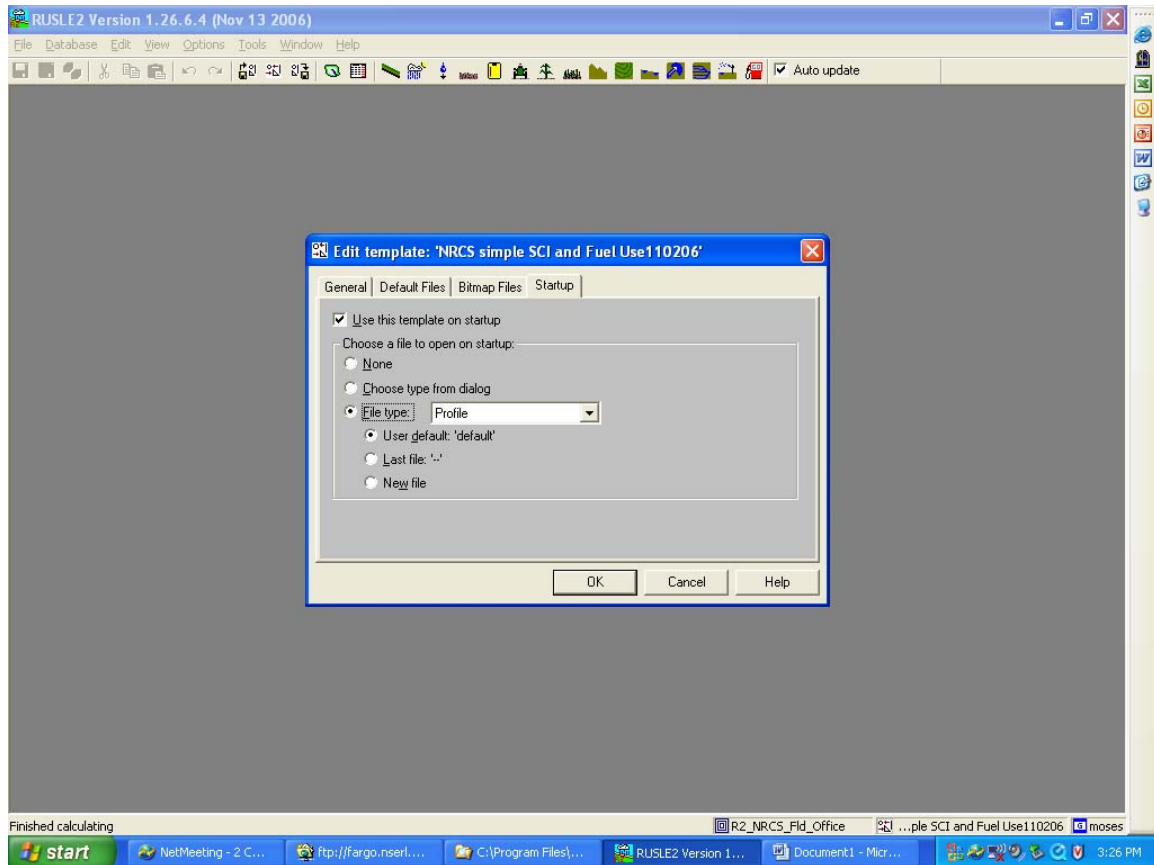 RUSLE2 Version 1.26.6.4 (Nov 13 2006)
File Database Edit View Options Tools Window Help
Auto update
Edit template: 'NRCS simple SCI and Fuel Use110206'
General Default Files Bitmap Files Startup
Use this template on startup
Choose a file to open on startup:
None
Choose type from dialog
File type: Profile
User default: 'default'
Last file: '--'
New file
OK Cancel Help
Finished calculating R2_NRCS_Fld_Office ...ple SCI and Fuel Use110206 G moses
start NetMeeting - 2 C... ftp://fargo.nserl.... C:\Program Files\... RUSLE2 Version 1... Document1 - Micr... 3:26 PM